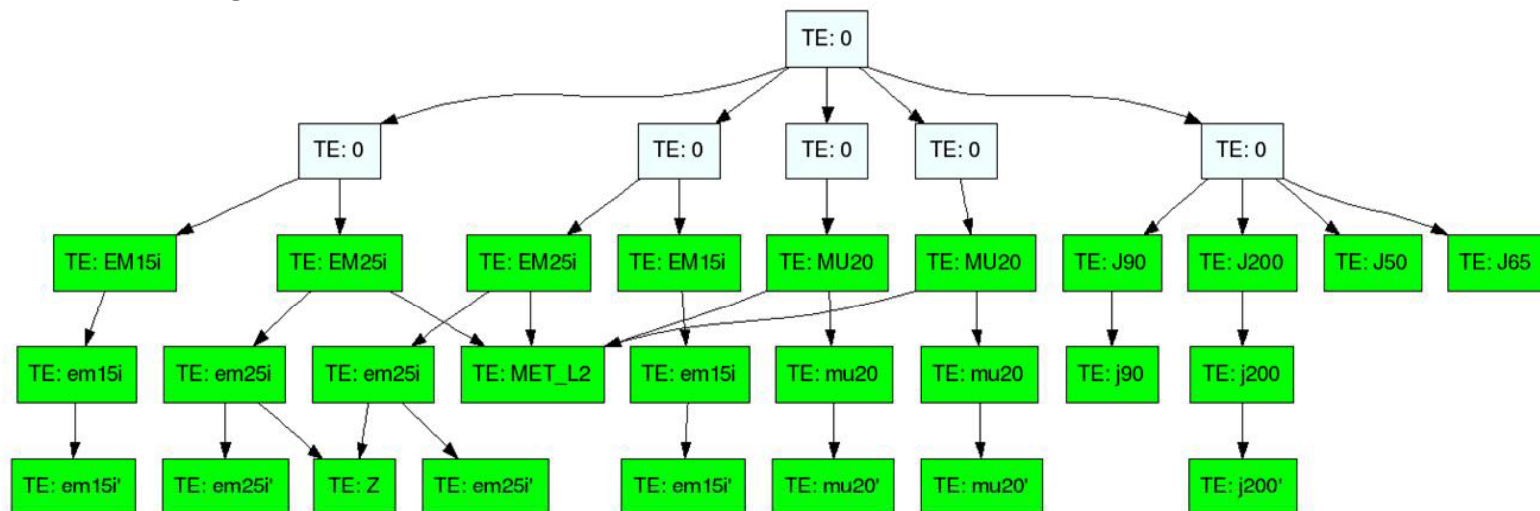 TE: 0
TE: 0
TE: 0
TE: 0
TE: 0
TE: 0
TE: EM15i
TE: EM25i
TE: EM25i
TE: EM15i
TE: MU20
TE: MU20
TE: J90
TE: J200
TE: J50
TE: J65
TE: em15i
TE: em25i
TE: em25i
TE: MET_L2
TE: em15i
TE: mu20
TE: mu20
TE: j90
TE: j200
TE: em15i'
TE: em25i'
TE: Z
TE: em25i'
TE: em15i'
TE: mu20'
TE: mu20'
TE: j200'